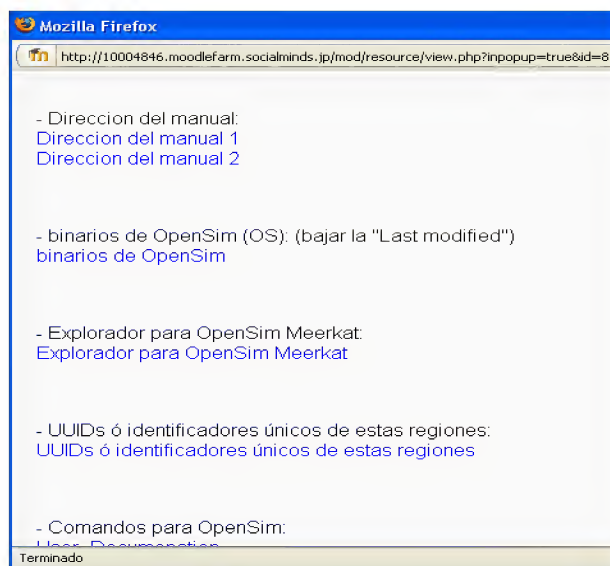 Mozilla Firefox
http://10004846.moodlefarm.socialminds.jp/mod/resource/view.php?inpopup=true&id=8
- Direccion del manual:
Direccion del manual 1
Direccion del manual 2
- binarios de OpenSim (OS): (bajar la "Last modified")
binarios de OpenSim
- Explorador para OpenSim Meerkat:
Explorador para OpenSim Meerkat
- UUIDs ó identificadores únicos de estas regiones:
UUIDs ó identificadores únicos de estas regiones
- Comandos para OpenSim:
Terminado